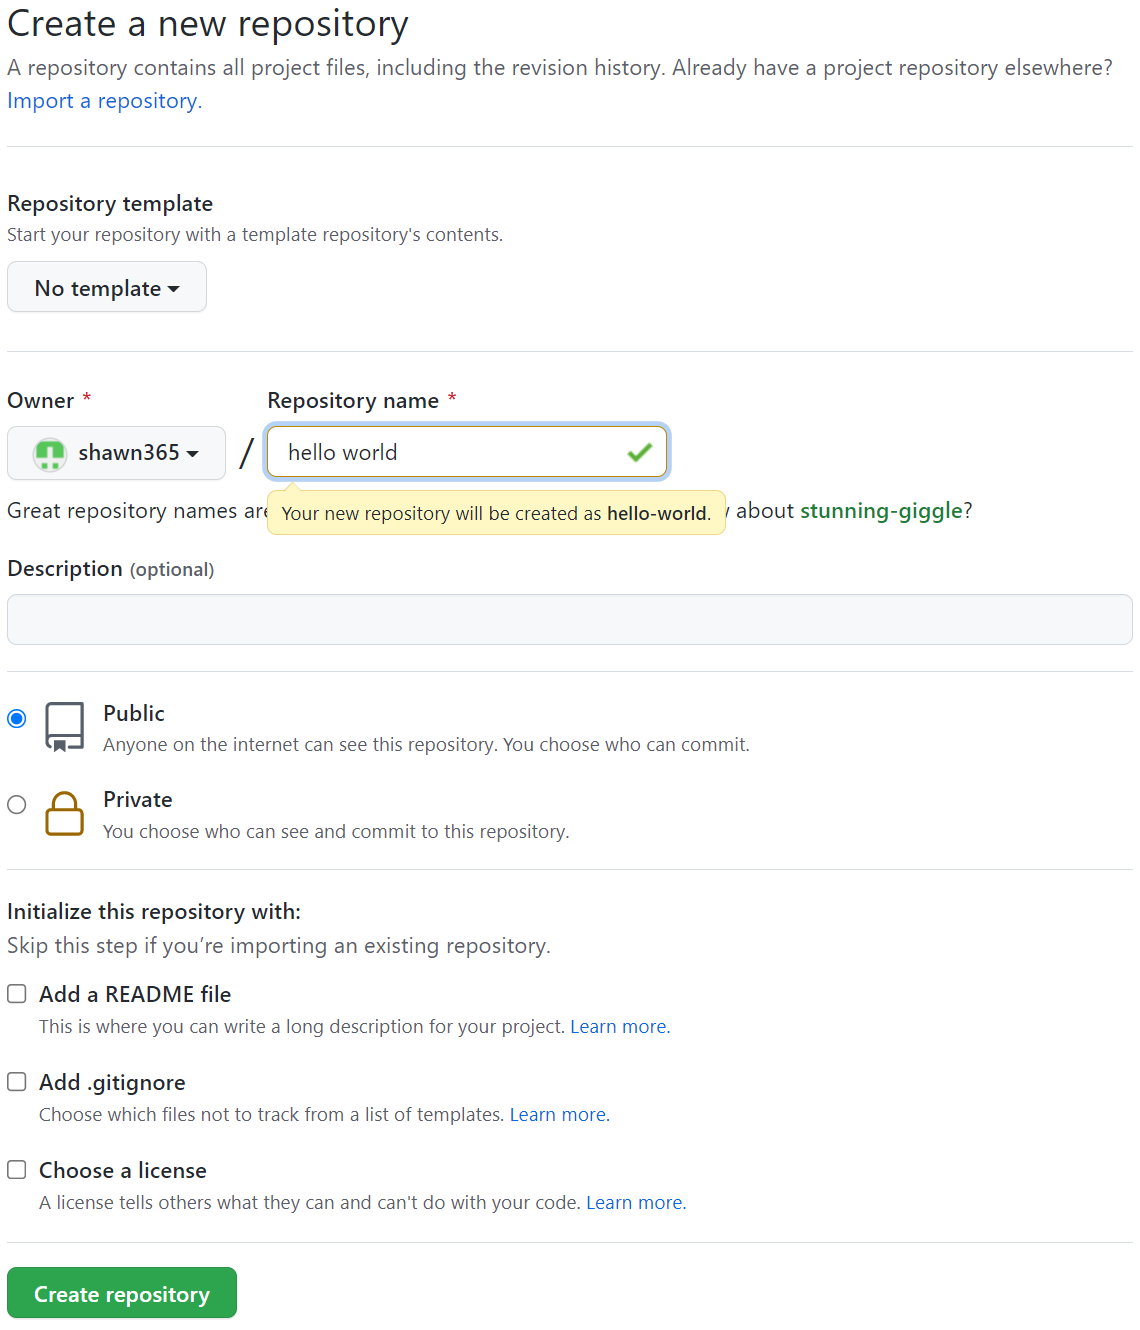 Create a new repository
A repository contains all project files, including the revision history. Already have a project repository elsewhere?
Import a repository.
Repository template
Start your repository with a template repository's contents.
No template
Owner * Repository name *
shawn365 / hello world
Great repository names are about stunning-giggle?
Your new repository will be created as hello-world.
Description (optional)
Public
Anyone on the internet can see this repository. You choose who can commit.
Private
You choose who can see and commit to this repository.
Initialize this repository with:
Skip this step if you’re importing an existing repository.
Add a README file
This is where you can write a long description for your project. Learn more.
Add .gitignore
Choose which files not to track from a list of templates. Learn more.
Choose a license
A license tells others what they can and can't do with your code. Learn more.
Create repository